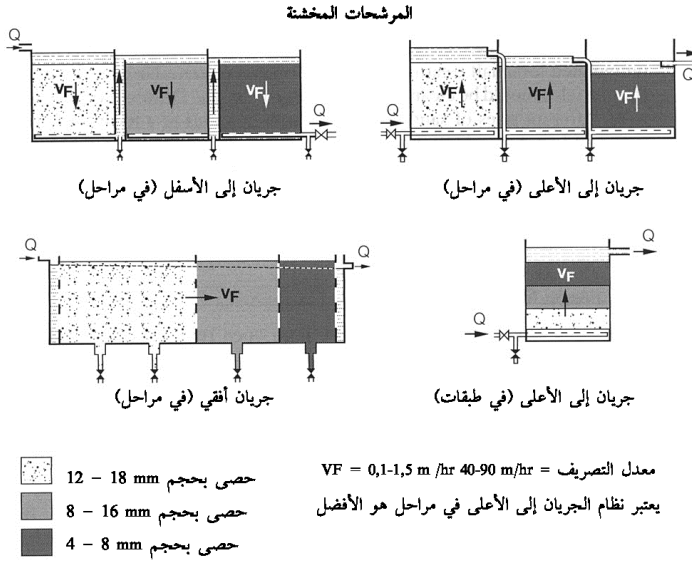 المرشحات المخشنة
Q
Q
VF
VF
VF
VF
VF
VF
Q
Q
جريان إلى الأسفل (في مراحل)
جريان إلى الأعلى (في مراحل)
Q
Q
Q
VF
VF
Q
جريان أفقي (في مراحل)
جريان إلى الأعلى (في طبقات)
حصى بحجم 12 – 18 mm
حصى بحجم 8 – 16 mm
حصى بحجم 4 – 8 mm
معدل التصريف = VF = 0,1-1,5 m /hr 40-90 m/hr
يعتبر نظام الجريان إلى الأعلى في مراحل هو الأفضل